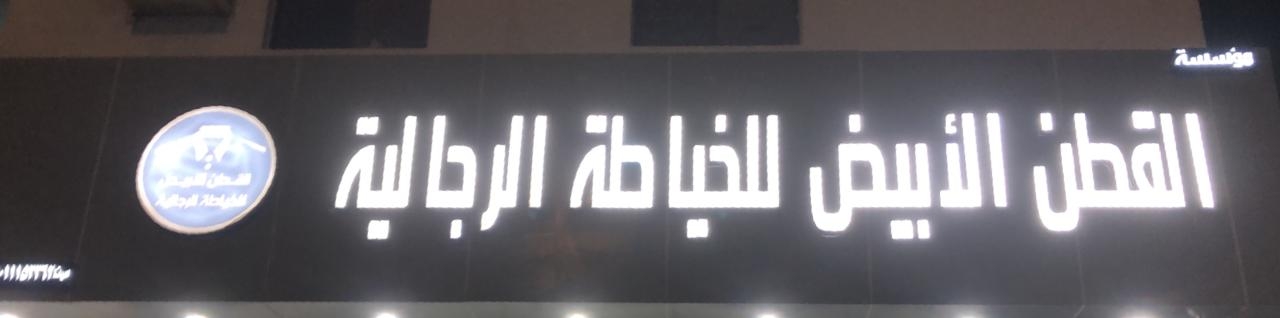 مؤسسة
القطن الأبيض للخياطة الرجالية
القطن الأبيض
للخياطة الرجالية